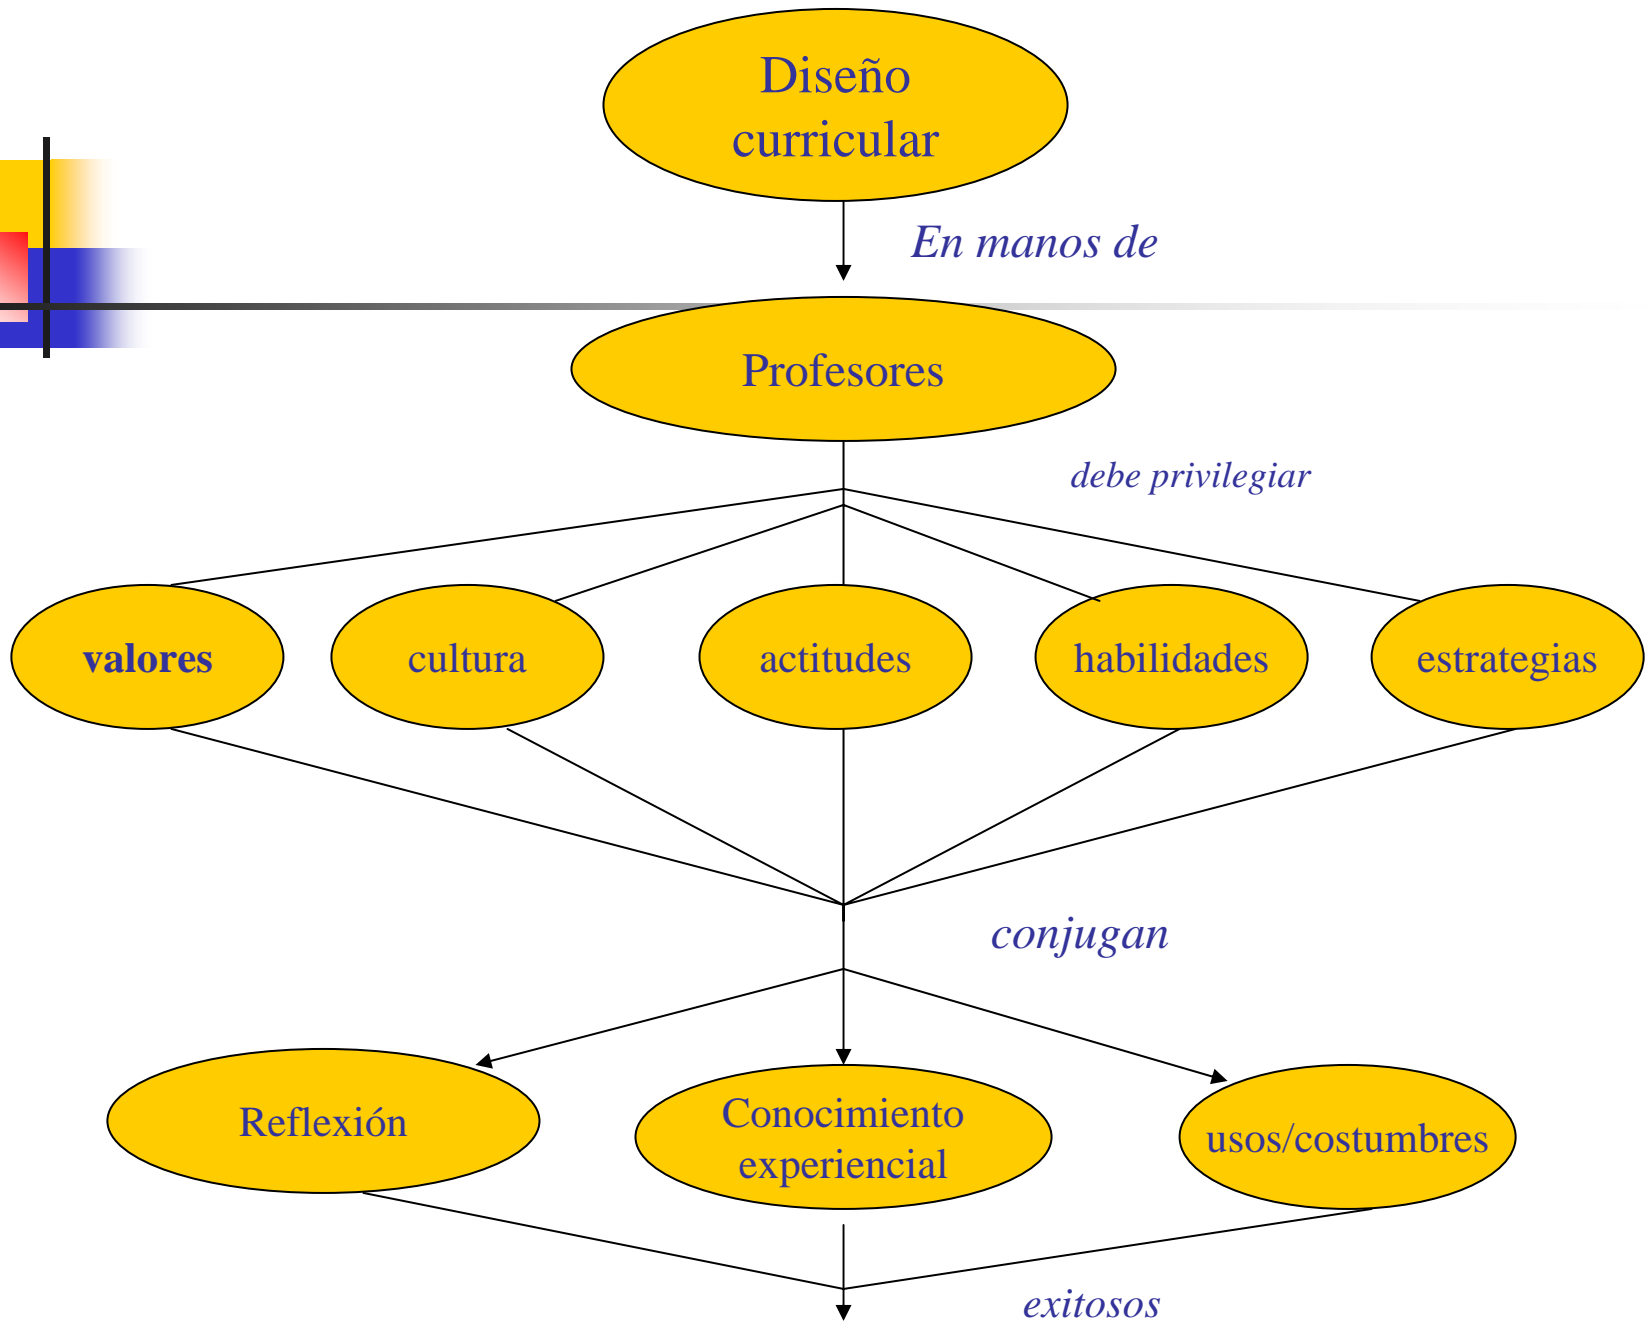 Diseño
curricular
En manos de
Profesores
debe privilegiar
valores
cultura
actitudes
habilidades
estrategias
conjugan
Reflexión
Conocimiento
experiencial
usos/costumbres
exitosos